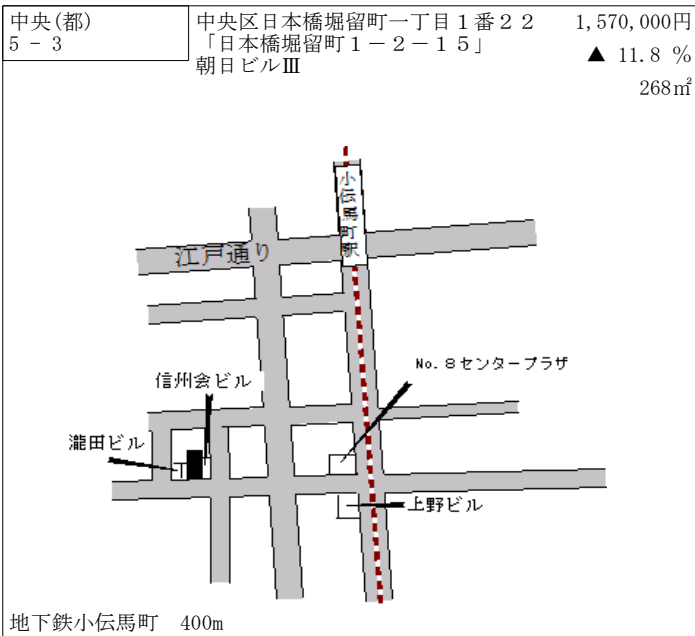 中央(都)
5 - 3
中央区日本橋堀留町一丁目1番22
「日本橋堀留町1-2-15」
朝日ビルⅢ
1,570,000円
▲ 11.8 %
268㎡
小伝馬町駅
江戸通り
No.8センタープラザ
信州会ビル
瀧田ビル
上野ビル
地下鉄小伝馬町 400m